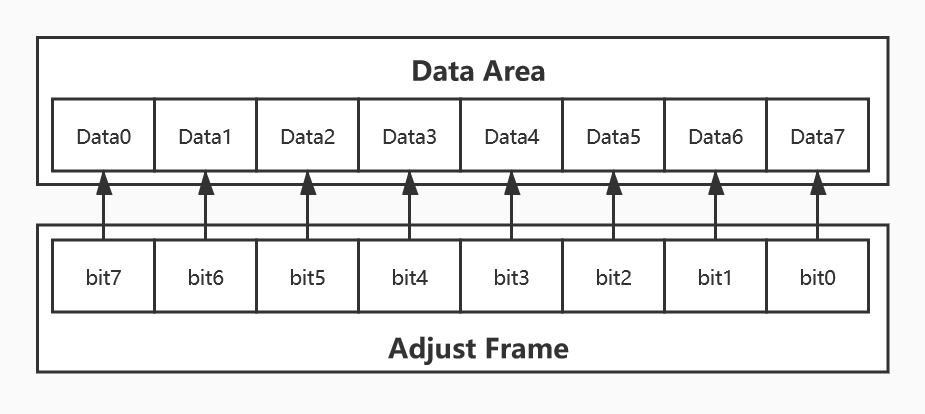 Data Area
Data0 Data1 Data2 Data3 Data4 Data5 Data6 Data7
bit7 bit6 bit5 bit4 bit3 bit2 bit1 bit0
Adjust Frame